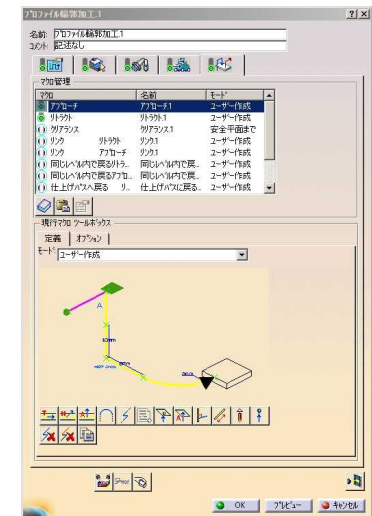 プロファイル輪郭加工.1
名前: プロファイル輪郭加工.1
コメント: 記述なし
マクロ管理
マクロ 名前 モード
アプローチ アプローチ.1 ユーザー作成
リトラクト リトラクト.1 ユーザー作成
クリアランス クリアランス.1 安全平面まで
リンク リトラクト リンク.1 ユーザー作成
リンク アプローチ リンク.1 ユーザー作成
同じレベル内で戻るリトラ... 同じレベル内で戻... ユーザー作成
同じレベル内で戻るアプロ... 同じレベル内で戻... ユーザー作成
仕上げパスへ戻る リ... 仕上げパスに戻る... ユーザー作成
現行マクロ ツールボックス
定義 オプション
モード: ユーザー作成
A
10mm
OK プレビュー キャンセル